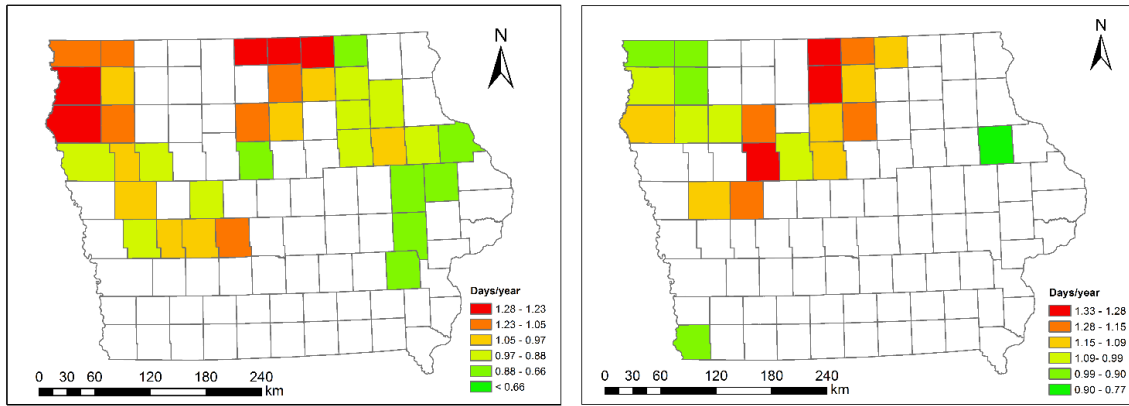 N
Days/year
1.28 - 1.23
1.23 - 1.05
1.05 - 0.97
0.97 - 0.88
0.88 - 0.66
< 0.66
0 30 60 120 180 240
km
N
Days/year
1.33 - 1.28
1.28 - 1.15
1.15 - 1.09
1.09- 0.99
0.99 - 0.90
0.90 - 0.77
0 30 60 120 180 240
km